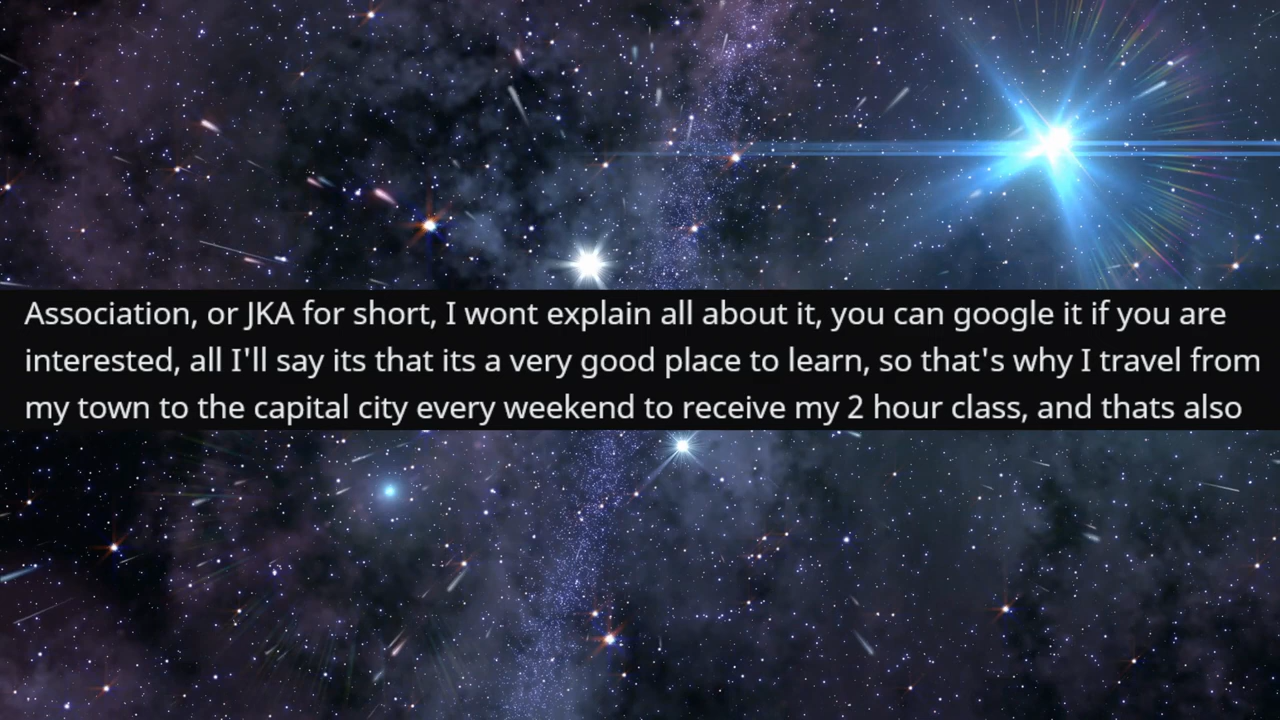 Association, or JKA for short, I wont explain all about it, you can google it if you are
interested, all I'll say its that its a very good place to learn, so that's why I travel from
my town to the capital city every weekend to receive my 2 hour class, and thats also